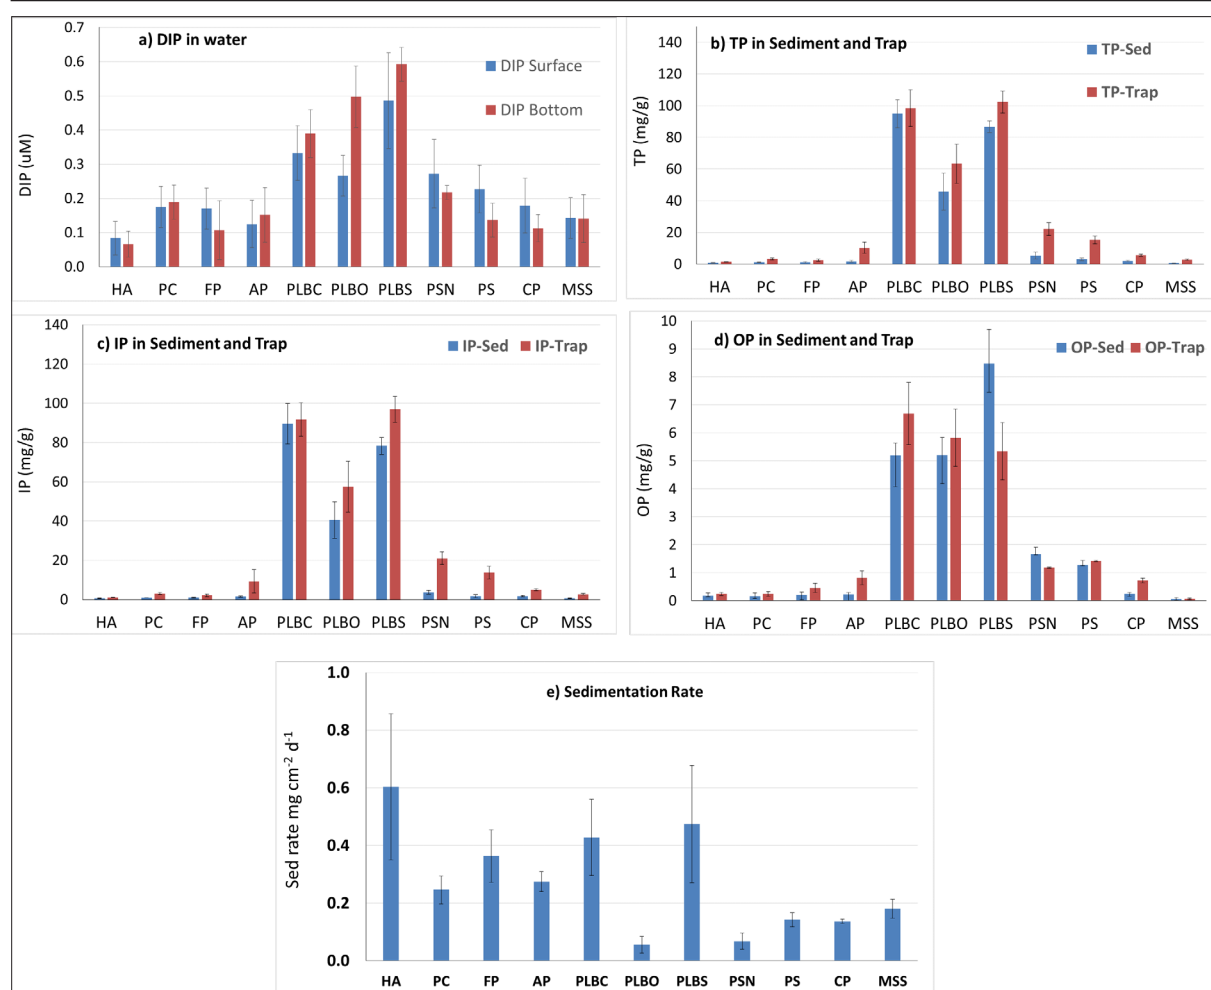 a) DIP in water
DIP Surface
DIP Bottom
DIP (uM)
0.7
0.6
0.5
0.4
0.3
0.2
0.1
0.0
HA PC FP AP PLBC PLBO PLBS PSN PS CP MSS
b) TP in Sediment and Trap
TP-Sed
TP-Trap
TP (mg/g)
140
120
100
80
60
40
20
0
HA PC FP AP PLBC PLBO PLBS PSN PS CP MSS
c) IP in Sediment and Trap
IP-Sed IP-Trap
IP (mg/g)
140
120
100
80
60
40
20
0
HA PC FP AP PLBC PLBO PLBS PSN PS CP MSS
d) OP in Sediment and Trap
OP-Sed OP-Trap
OP (mg/g)
10
9
8
7
6
5
4
3
2
1
0
HA PC FP AP PLBC PLBO PLBS PSN PS CP MSS
e) Sedimentation Rate
Sed rate mg cm⁻² d⁻¹
1.0
0.8
0.6
0.4
0.2
0.0
HA PC FP AP PLBC PLBO PLBS PSN PS CP MSS